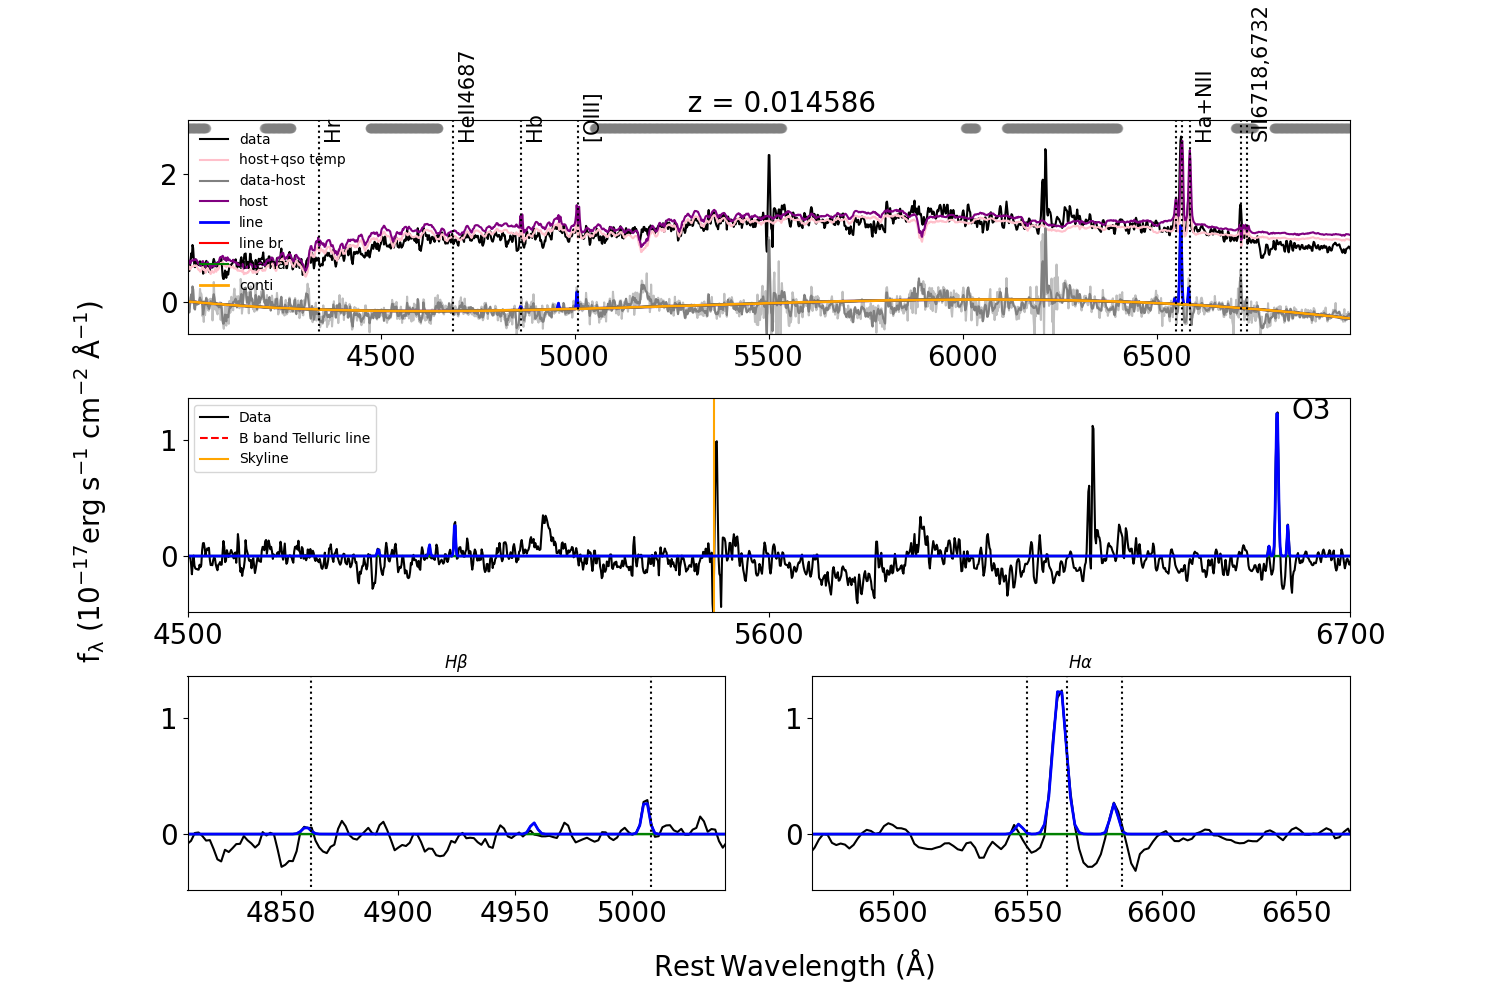 z = 0.014586
Hr
HeII4687
Hb
[OIII]
Ha+NII
SII6718,6732
data
host+qso temp
data-host
host
line
line br
conti
2
0
4500 5000 5500 6000 6500
Data
B band Telluric line
Skyline
O3
1
0
4500 5600 6700
fλ (10⁻¹⁷erg s⁻¹ cm⁻² Å⁻¹)
Hβ
1
0
4850 4900 4950 5000
Hα
1
0
6500 6550 6600 6650
Rest Wavelength (Å)